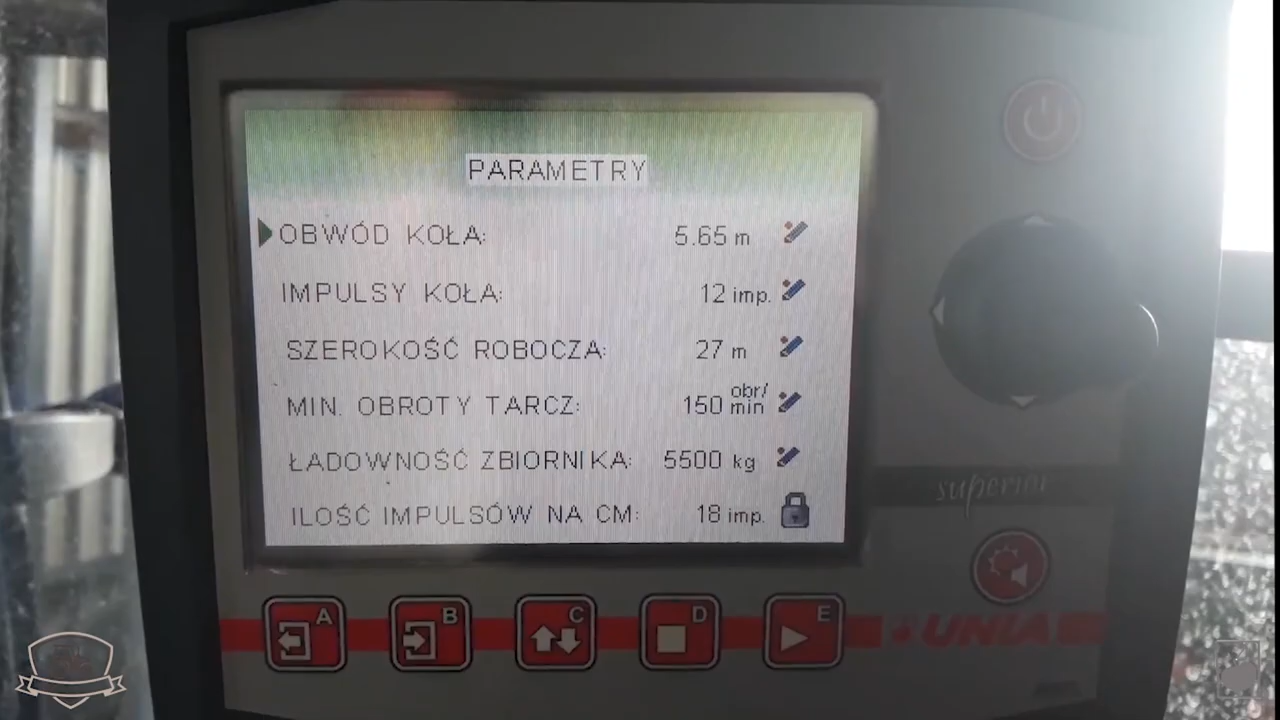 PARAMETRY
OBWÓD KOŁA: 5.65 m
IMPULSY KOŁA: 12 imp.
SZEROKOŚĆ ROBOCZA: 27 m
MIN. OBROTY TARCZ: 150 obr/min
ŁADOWNOŚĆ ZBIORNIKA: 5500 kg
ILOŚĆ IMPULSÓW NA CM: 18 imp.
superior
A B C D E
UNIA